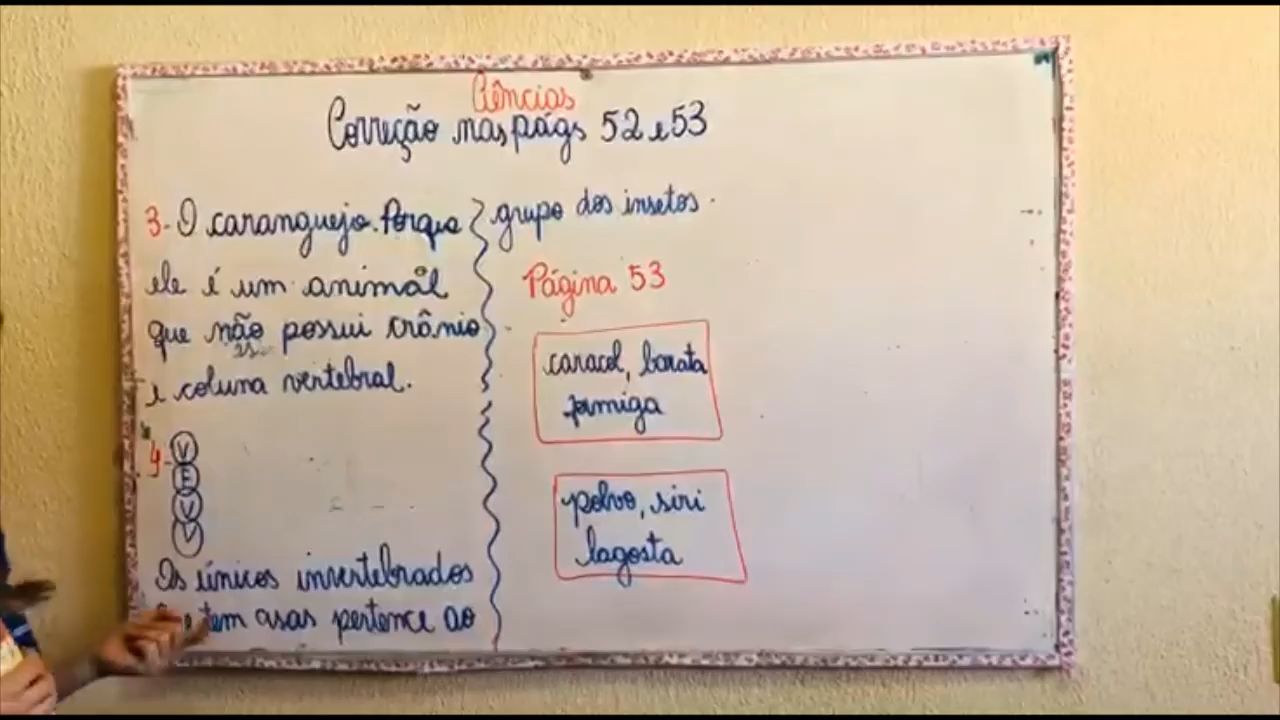 Ciências
Correção nas págs 52 e 53
3- O caranguejo. Porque
ele é um animal
que não possui crânio
e coluna vertebral.
4- V
F
V
V
Os únicos invertebrados
que tem asas pertence ao
grupo dos insetos.
Página 53
caracol, barata
formiga
polvo, siri
lagosta